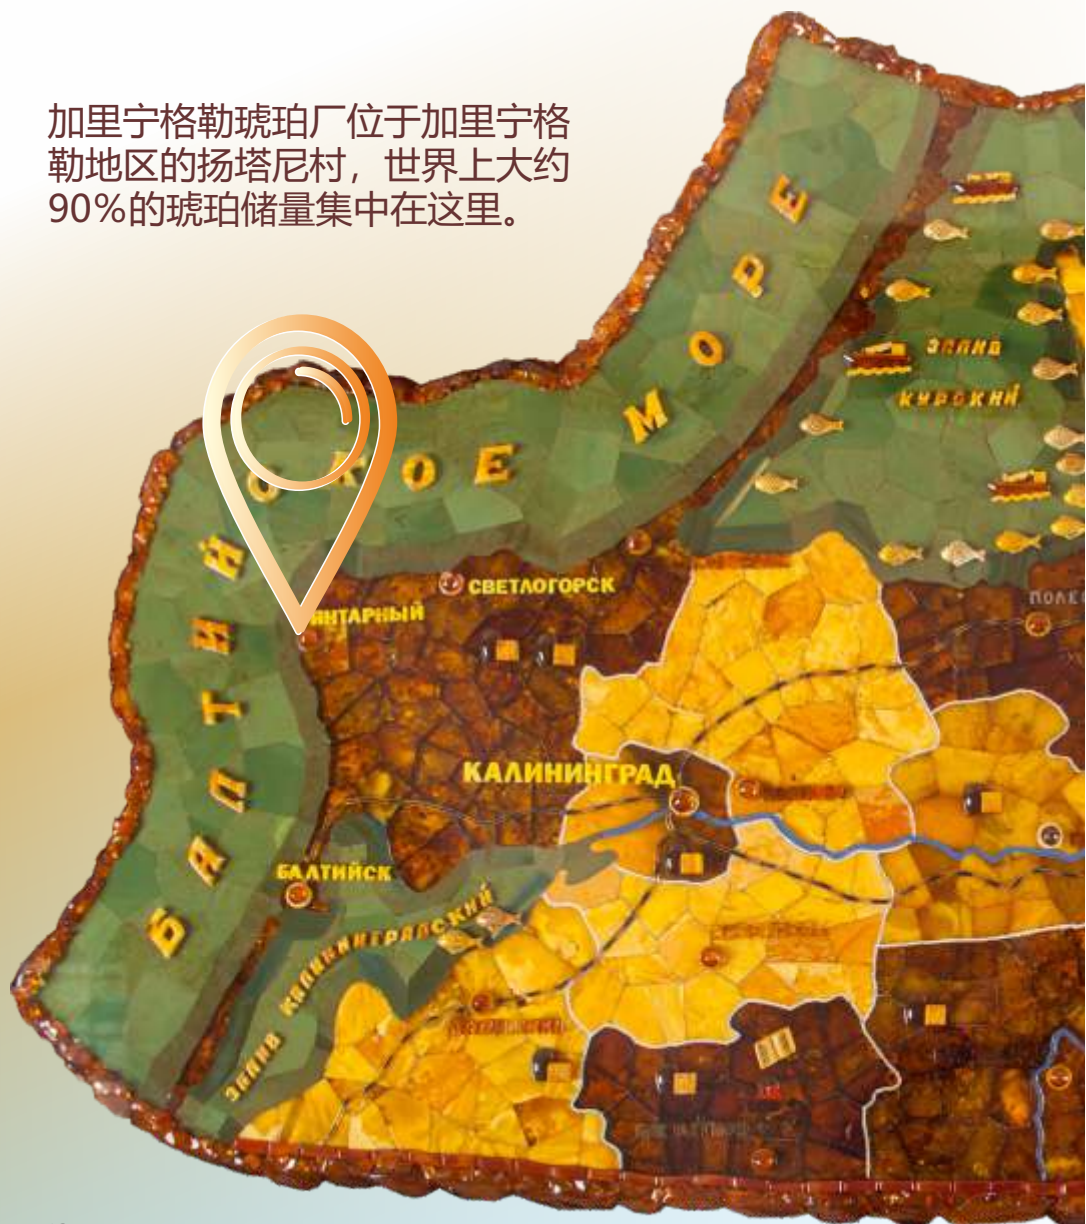 加里宁格勒琥珀厂位于加里宁格
勒地区的扬塔尼村，世界上大约
90%的琥珀储量集中在这里。
БАЛТИЙСКОЕ МОРЕ
ЗАЛИВ
КУРСКИЙ
СВЕТЛОГОРСК
ЯНТАРНЫЙ
КАЛИНИНГРАД
БАЛТИЙСК
ЗАЛИВ КАЛИНИНГРАДСКИЙ